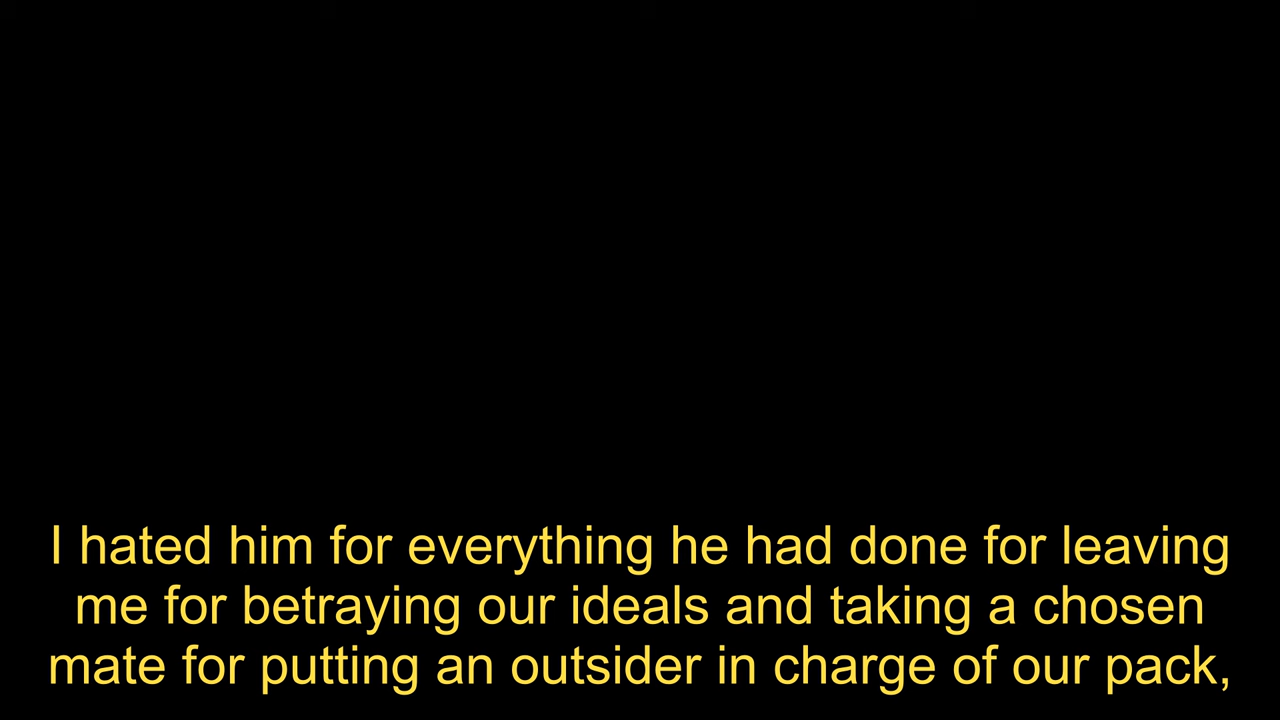 I hated him for everything he had done for leaving
me for betraying our ideals and taking a chosen
mate for putting an outsider in charge of our pack,